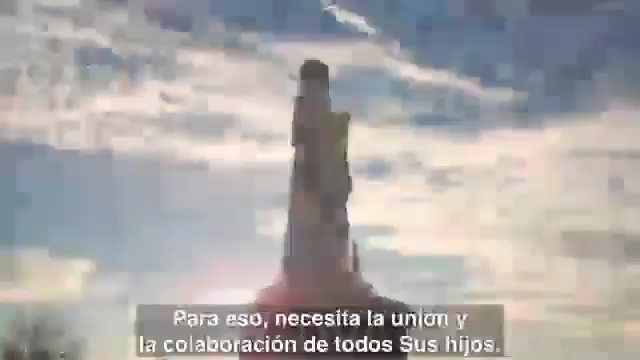 Para eso, necesita la unión y
la colaboración de todos Sus hijos.